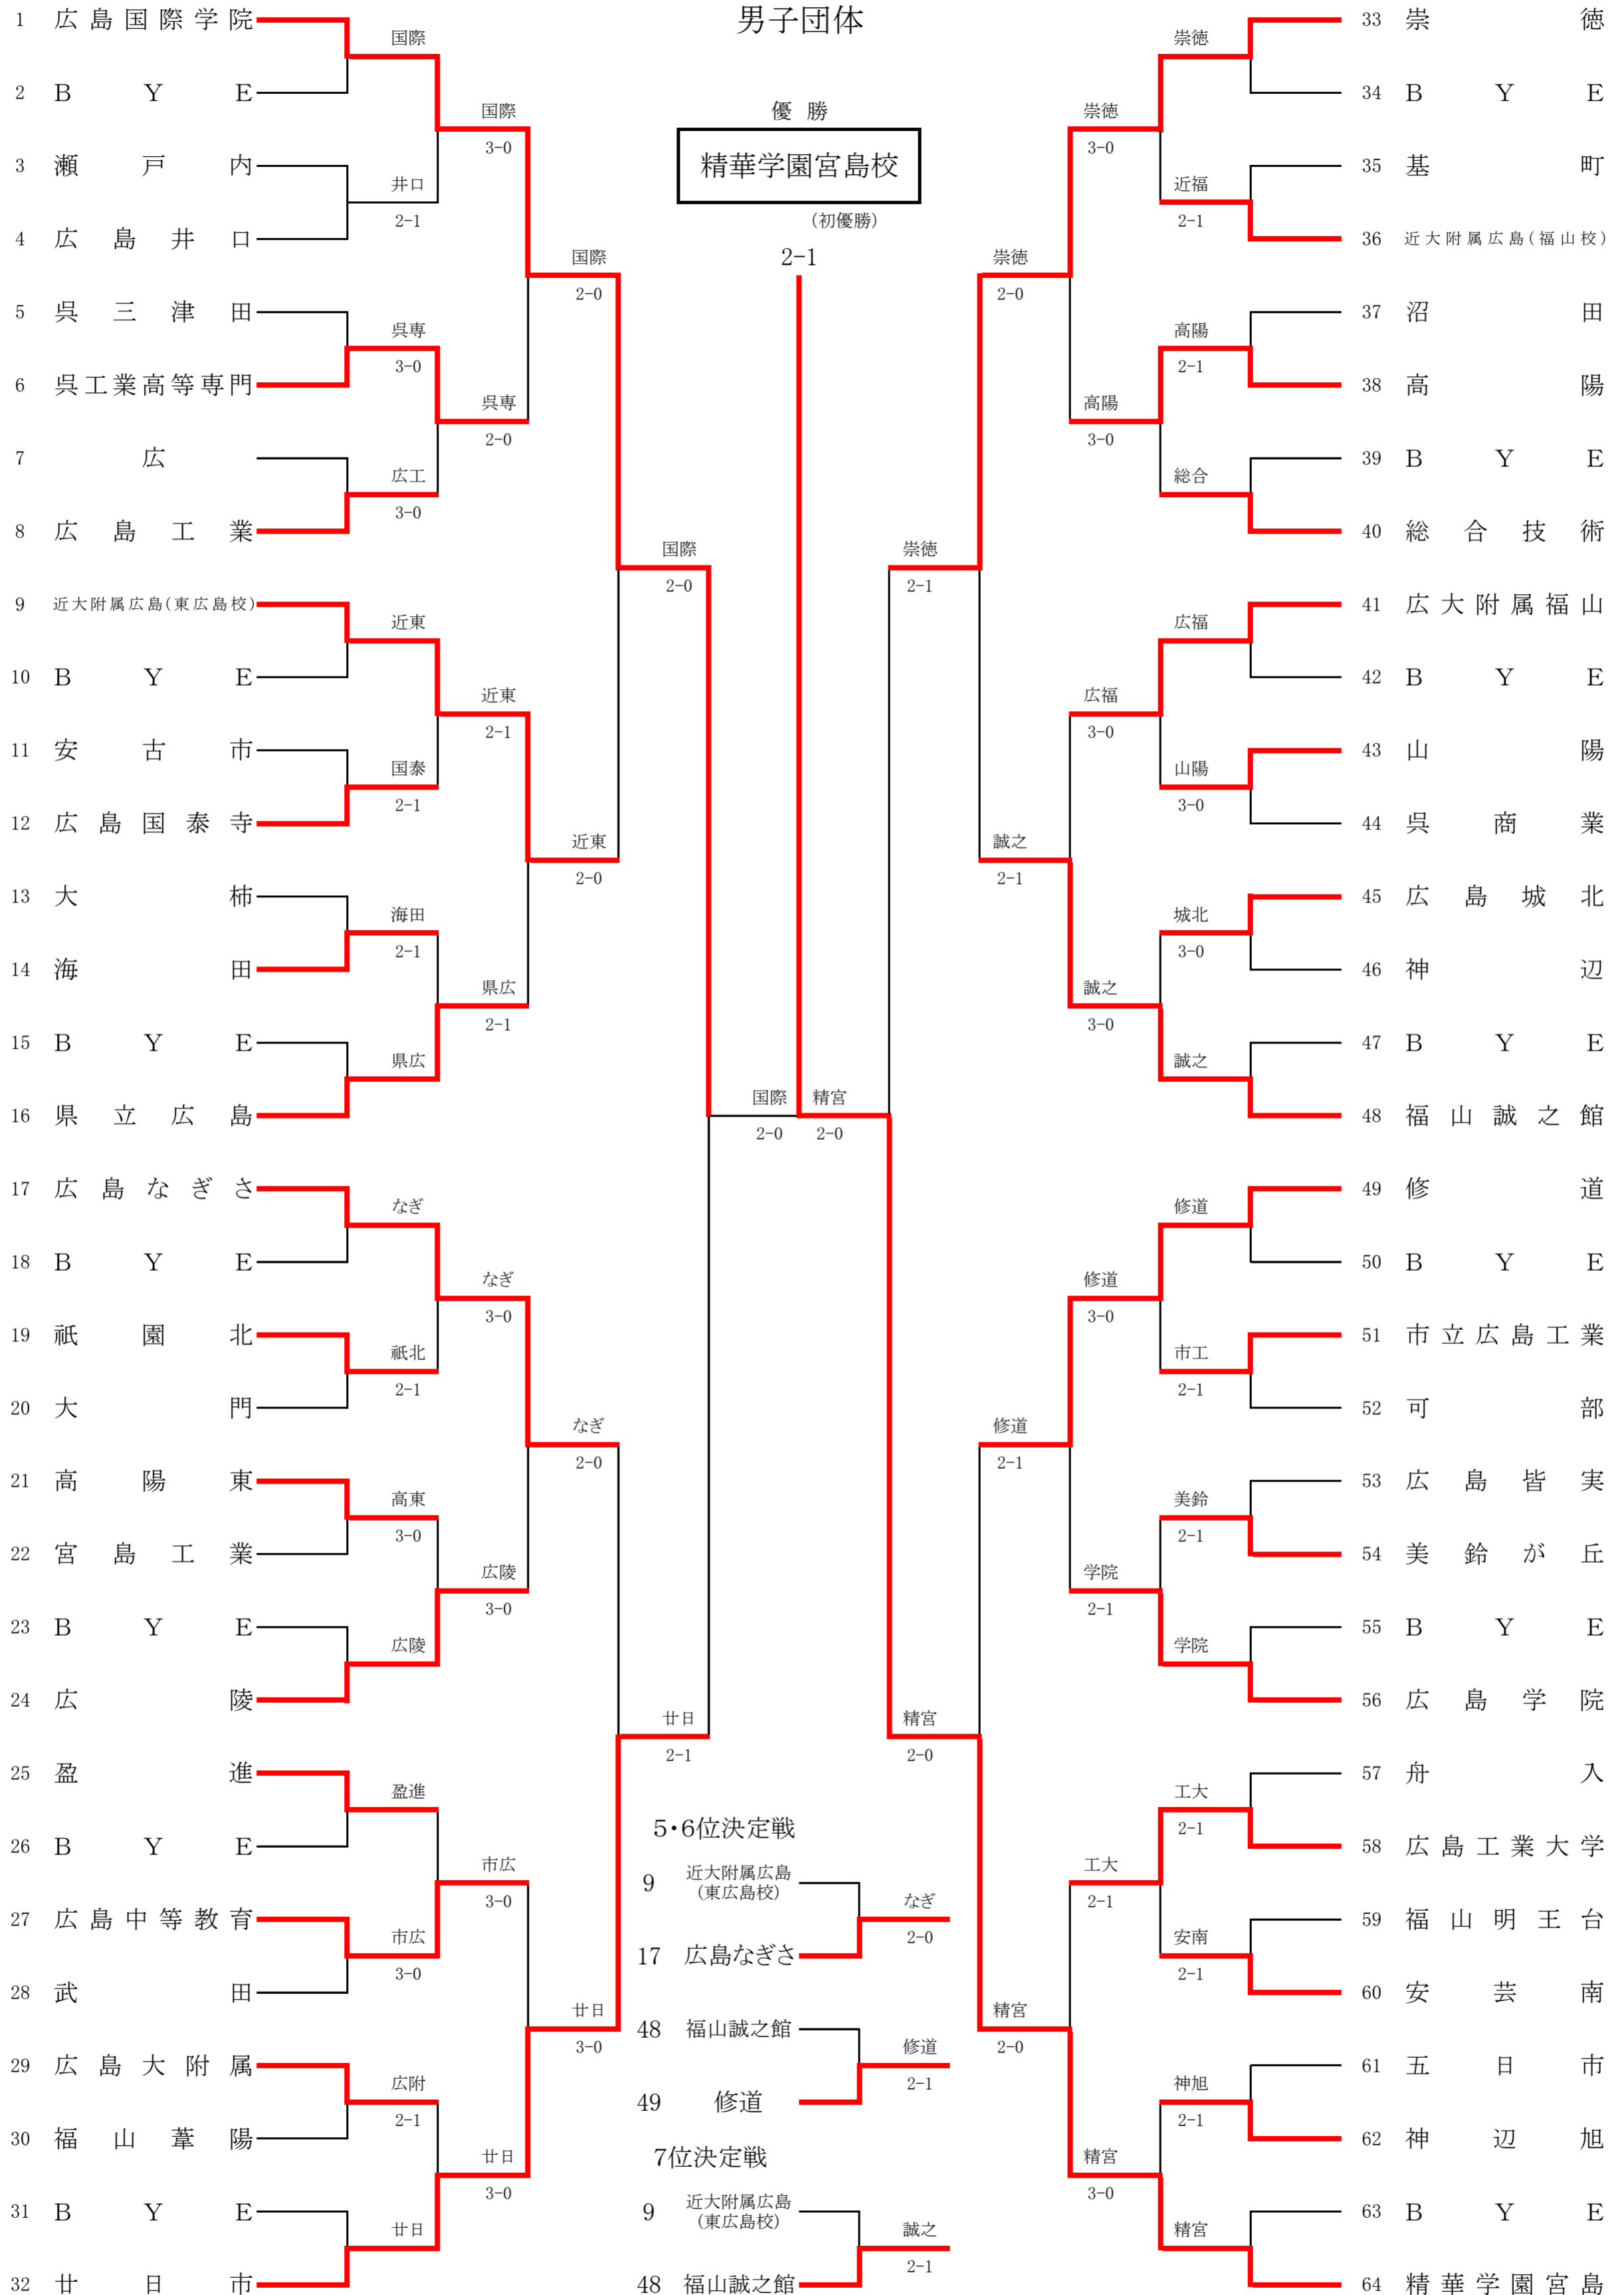 男子団体
優 勝
精華学園宮島校
(初優勝)
2-1
1 広島国際学院
2 BYE
3 瀬戸内
4 広島井口
5 呉三津田
6 呉工業高等専門
7 広
8 広島工業
9 近大附属広島(東広島校)
10 BYE
11 安古市
12 広島国泰寺
13 大柿
14 海田
15 BYE
16 県立広島
17 広島なぎさ
18 BYE
19 祇園北
20 大門
21 高陽東
22 宮島工業
23 BYE
24 広陵
25 盈進
26 BYE
27 広島中等教育
28 武田
29 広島大附属
30 福山葦陽
31 BYE
32 廿日市
国際
井口
2-1
呉専
3-0
広工
3-0
近東
国泰
2-1
海田
2-1
県広
なぎ
祇北
2-1
高東
3-0
広陵
盈進
市広
3-0
広附
2-1
廿日
国際
3-0
呉専
2-0
近東
2-1
県広
2-1
なぎ
3-0
広陵
3-0
市広
3-0
廿日
3-0
国際
2-0
近東
2-0
なぎ
2-0
廿日
3-0
国際
2-0
廿日
2-1
国際
2-0
精宮
2-0
崇徳
2-1
精宮
2-0
崇徳
2-0
誠之
2-1
修道
2-1
精宮
2-0
崇徳
3-0
高陽
3-0
広福
3-0
誠之
3-0
修道
3-0
学院
2-1
工大
2-1
精宮
3-0
崇徳
近福
2-1
高陽
2-1
総合
広福
山陽
3-0
城北
3-0
誠之
修道
市工
2-1
美鈴
2-1
学院
工大
2-1
安南
2-1
神旭
2-1
精宮
33 崇徳
34 BYE
35 基町
36 近大附属広島(福山校)
37 沼田
38 高陽
39 BYE
40 総合技術
41 広大附属福山
42 BYE
43 山陽
44 呉商業
45 広島城北
46 神辺
47 BYE
48 福山誠之館
49 修道
50 BYE
51 市立広島工業
52 可部
53 広島皆実
54 美鈴が丘
55 BYE
56 広島学院
57 舟入
58 広島工業大学
59 福山明王台
60 安芸南
61 五日市
62 神辺旭
63 BYE
64 精華学園宮島
5・6位決定戦
9 近大附属広島
(東広島校)
17 広島なぎさ
なぎ
2-0
48 福山誠之館
49 修道
修道
2-1
7位決定戦
9 近大附属広島
(東広島校)
48 福山誠之館
誠之
2-1